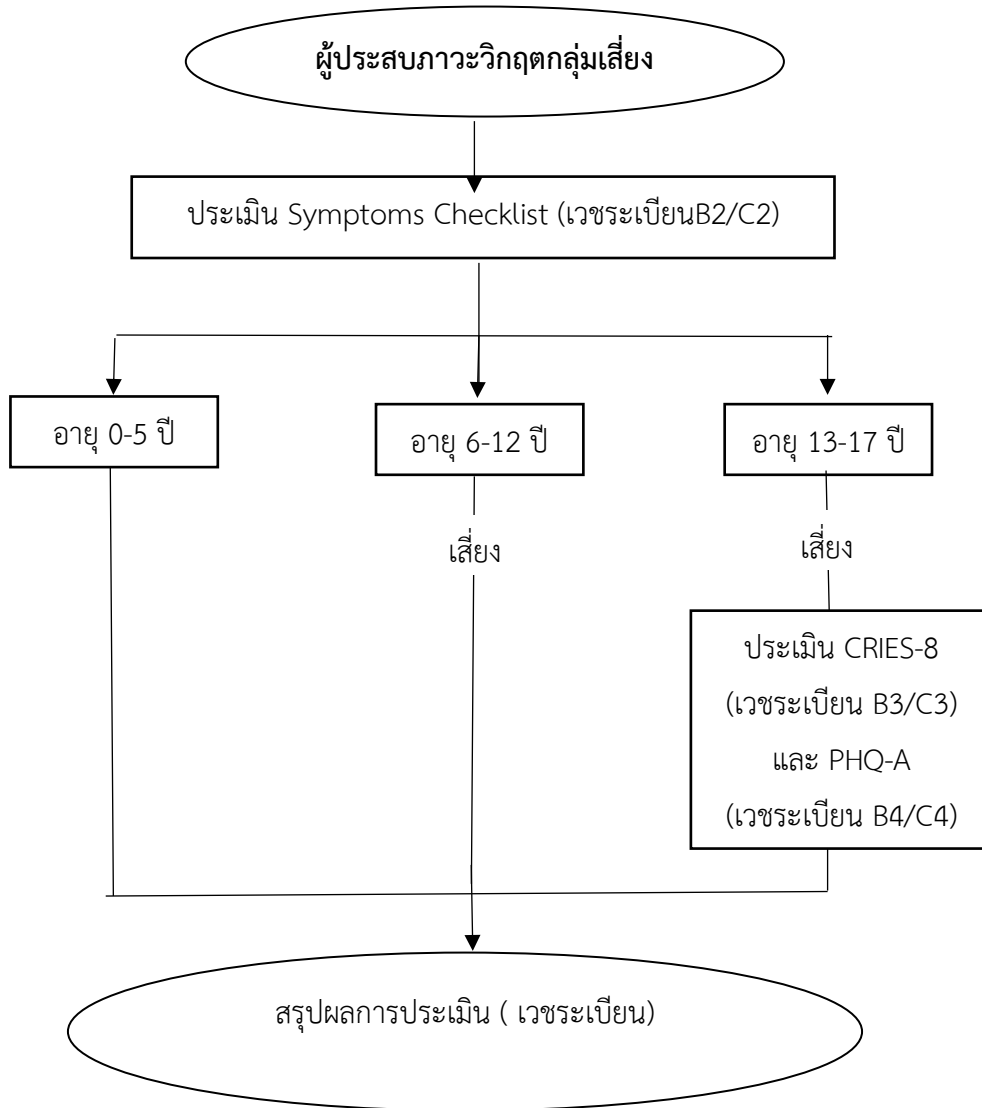 ผู้ประสบภาวะวิกฤตกลุ่มเสี่ยง
ประเมิน Symptoms Checklist (เวชระเบียนB2/C2)
อายุ 0-5 ปี
อายุ 6-12 ปี
อายุ 13-17 ปี
เสี่ยง
เสี่ยง
ประเมิน CRIES-8
(เวชระเบียน B3/C3)
และ PHQ-A
(เวชระเบียน B4/C4)
สรุปผลการประเมิน ( เวชระเบียน)